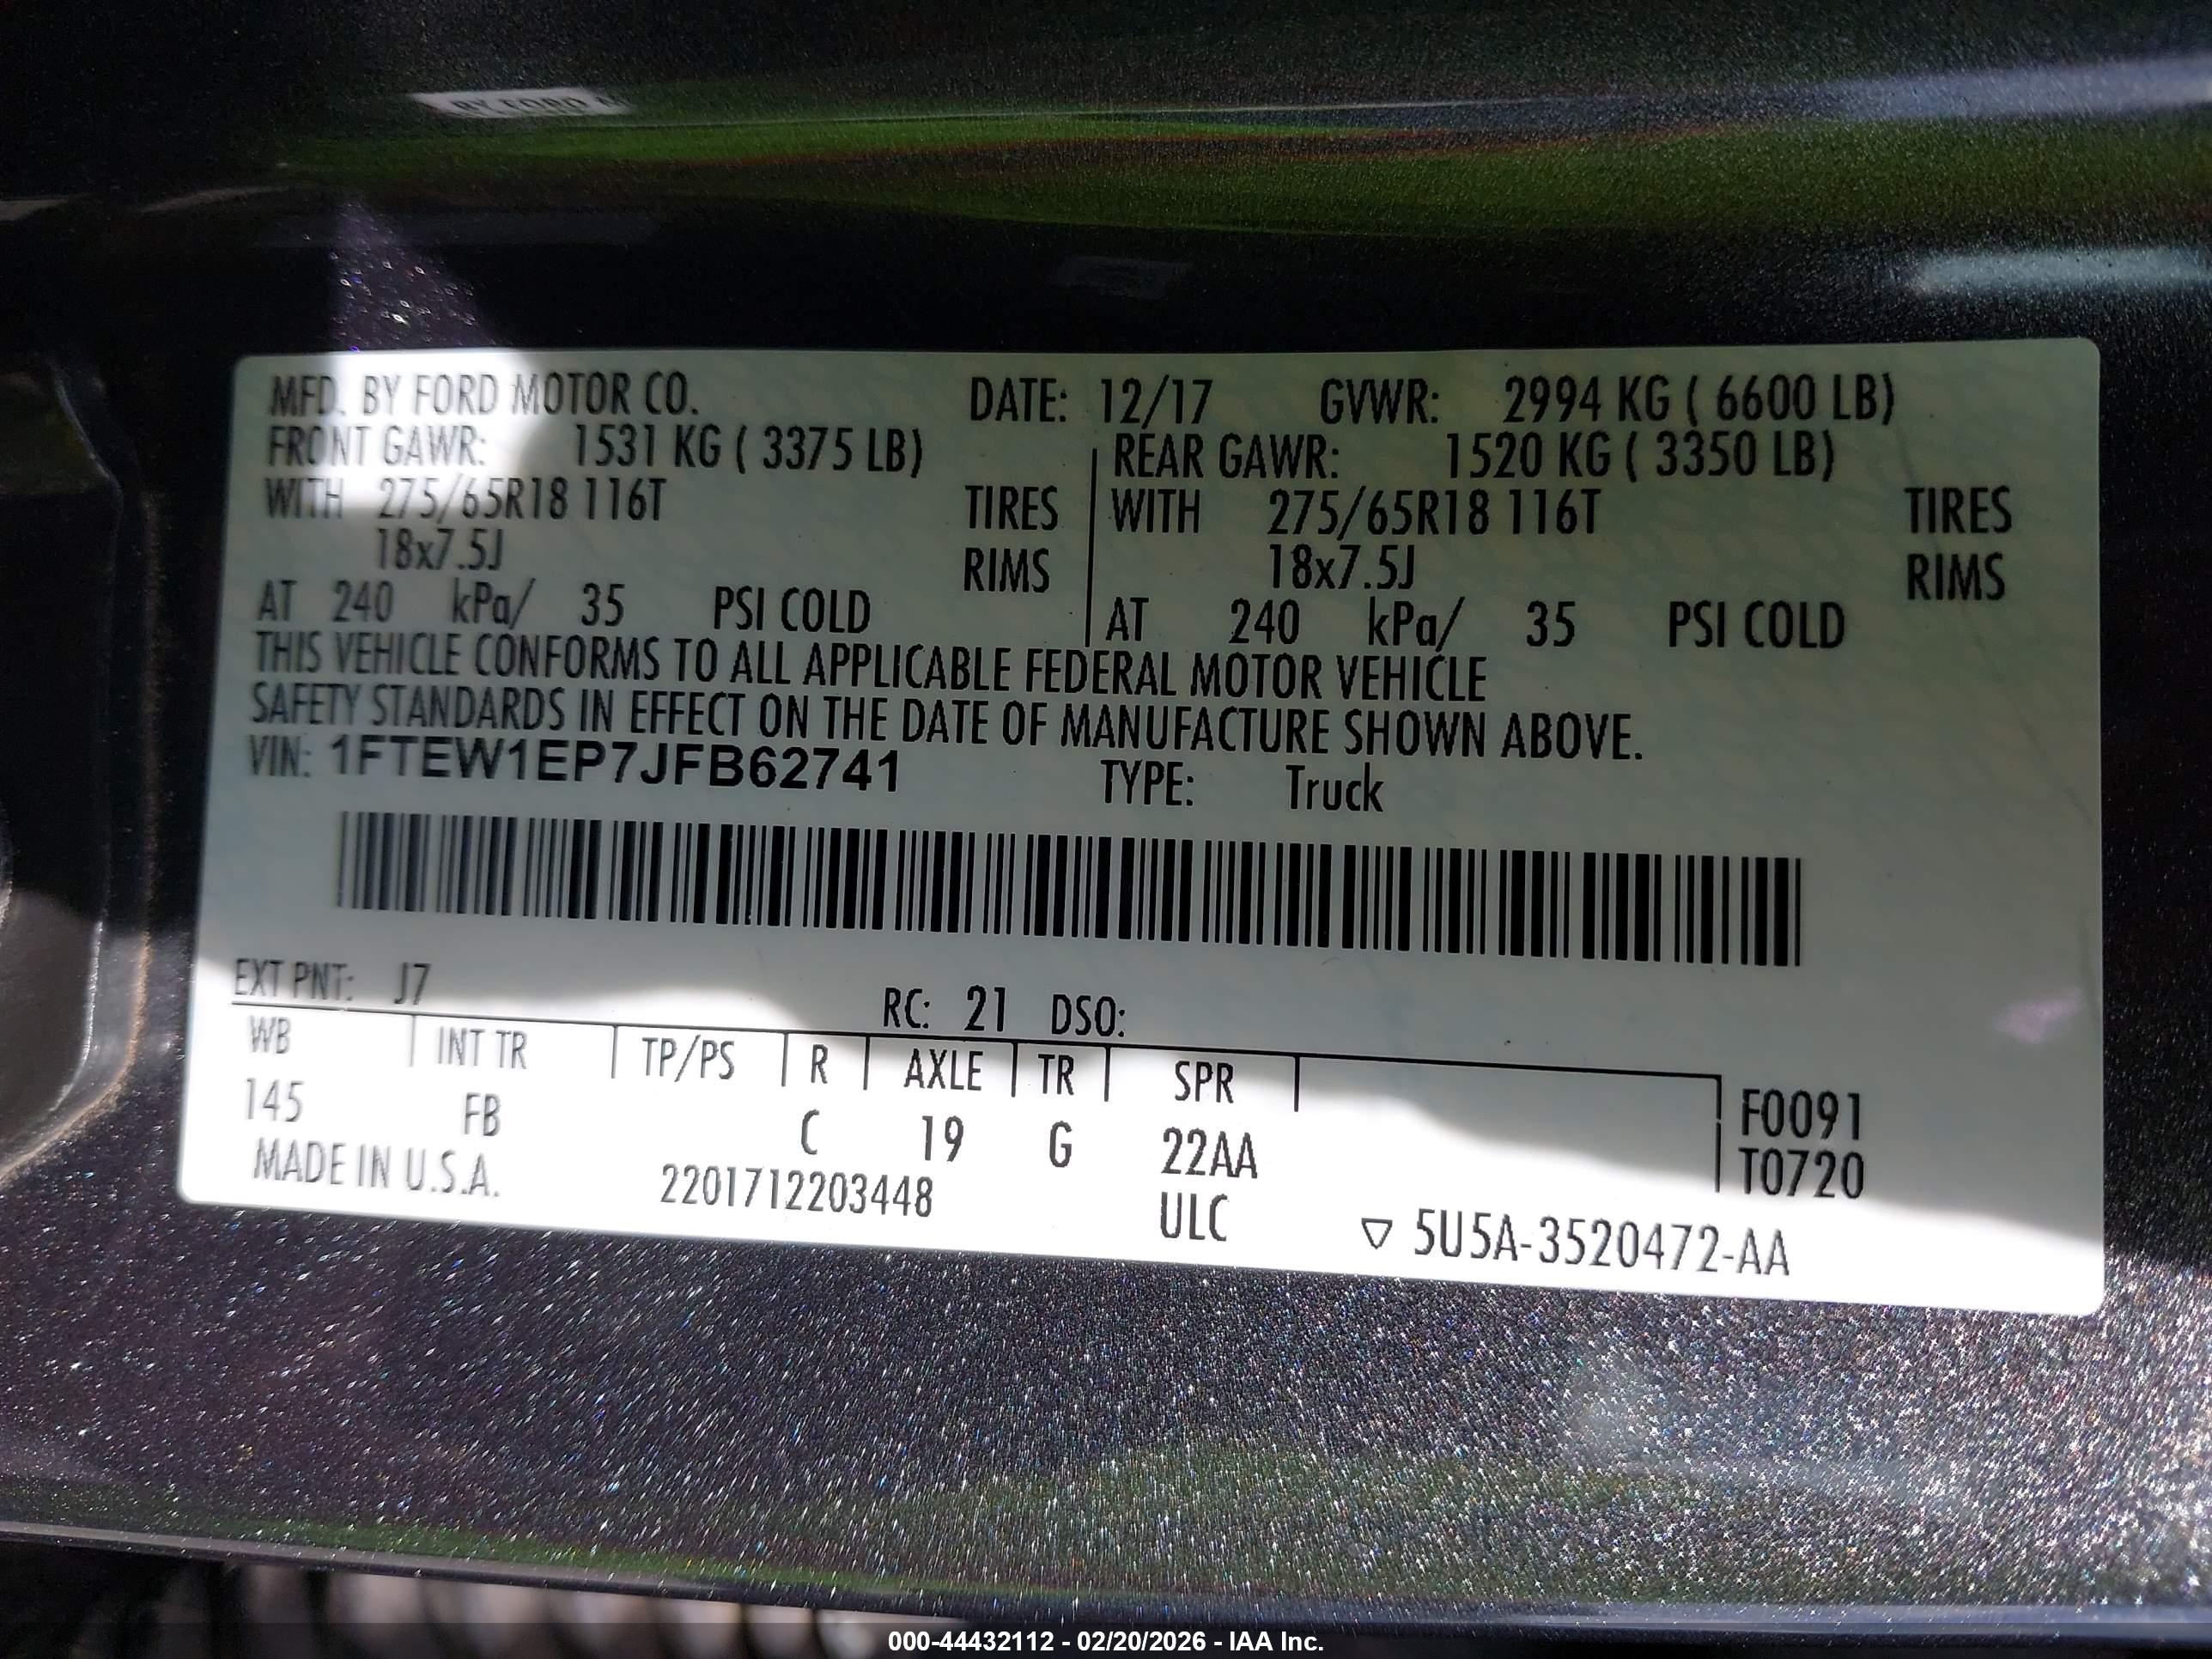 BY FORD
MFD. BY FORD MOTOR CO. DATE: 12/17 GVWR: 2994 KG ( 6600 LB)
FRONT GAWR: 1531 KG ( 3375 LB) REAR GAWR: 1520 KG ( 3350 LB)
WITH 275/65R18 116T TIRES WITH 275/65R18 116T TIRES
18x7.5J RIMS 18x7.5J RIMS
AT 240 kPa/ 35 PSI COLD AT 240 kPa/ 35 PSI COLD
THIS VEHICLE CONFORMS TO ALL APPLICABLE FEDERAL MOTOR VEHICLE
SAFETY STANDARDS IN EFFECT ON THE DATE OF MANUFACTURE SHOWN ABOVE.
VIN: 1FTEW1EP7JFB62741 TYPE: Truck
EXT PNT: J7 RC: 21 DSO:
WB INT TR TP/PS R AXLE TR SPR F0091
145 FB C 19 G 22AA T0720
MADE IN U.S.A. 2201712203448 ULC ▽ 5U5A-3520472-AA
000-44432112 - 02/20/2026 - IAA Inc.